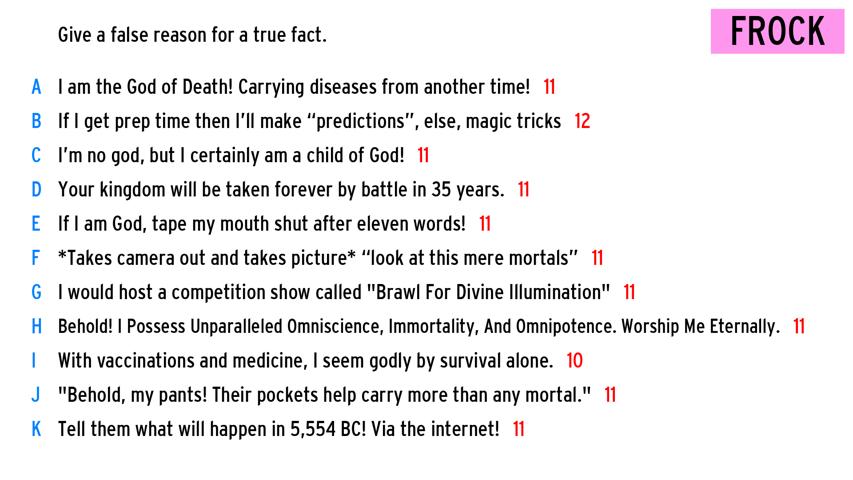 Give a false reason for a true fact.
FROCK
A I am the God of Death! Carrying diseases from another time! 11
B If I get prep time then I'll make “predictions”, else, magic tricks 12
C I'm no god, but I certainly am a child of God! 11
D Your kingdom will be taken forever by battle in 35 years. 11
E If I am God, tape my mouth shut after eleven words! 11
F *Takes camera out and takes picture* “look at this mere mortals” 11
G I would host a competition show called "Brawl For Divine Illumination" 11
H Behold! I Possess Unparalleled Omniscience, Immortality, And Omnipotence. Worship Me Eternally. 11
I With vaccinations and medicine, I seem godly by survival alone. 10
J "Behold, my pants! Their pockets help carry more than any mortal." 11
K Tell them what will happen in 5,554 BC! Via the internet! 11